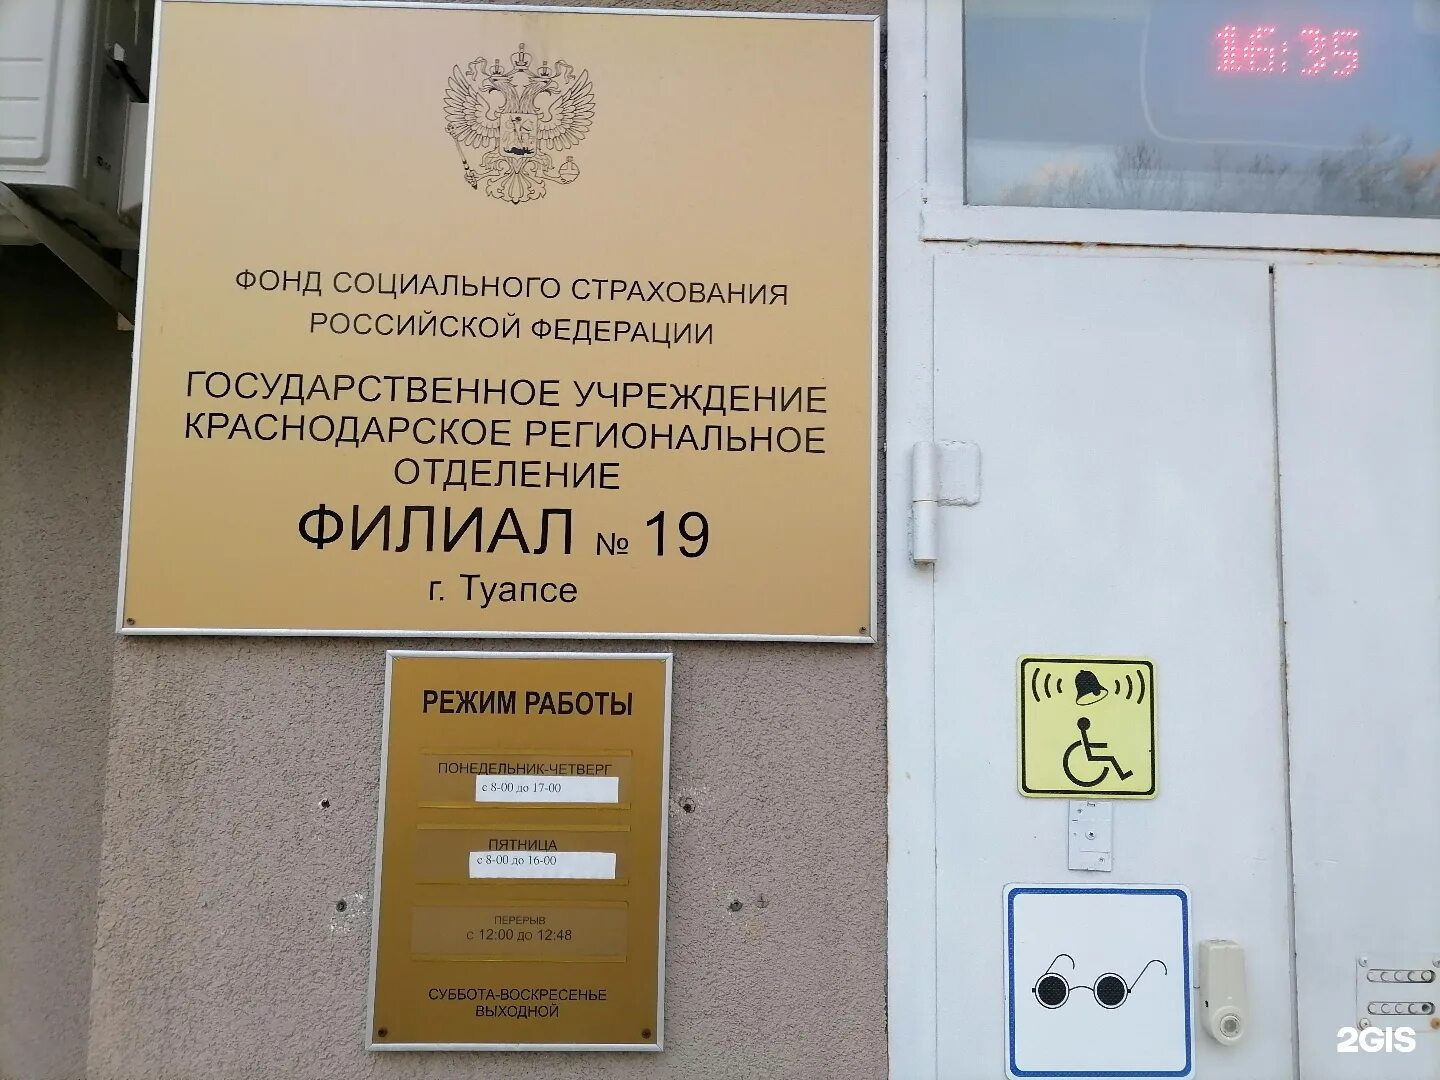 16:35
ФОНД СОЦИАЛЬНОГО СТРАХОВАНИЯ
РОССИЙСКОЙ ФЕДЕРАЦИИ
ГОСУДАРСТВЕННОЕ УЧРЕЖДЕНИЕ
КРАСНОДАРСКОЕ РЕГИОНАЛЬНОЕ
ОТДЕЛЕНИЕ
ФИЛИАЛ № 19
г. Туапсе
РЕЖИМ РАБОТЫ
ПОНЕДЕЛЬНИК-ЧЕТВЕРГ
с 8-00 до 17-00
ПЯТНИЦА
с 8-00 до 16-00
ПЕРЕРЫВ
с 12:00 до 12:48
СУББОТА-ВОСКРЕСЕНЬЕ
ВЫХОДНОЙ
2GIS